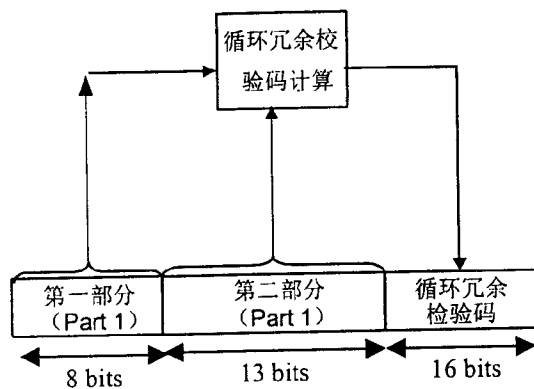 循环冗余校
验码计算
第一部分
（Part 1）
第二部分
（Part 1）
循环冗余
检验码
8 bits
13 bits
16 bits